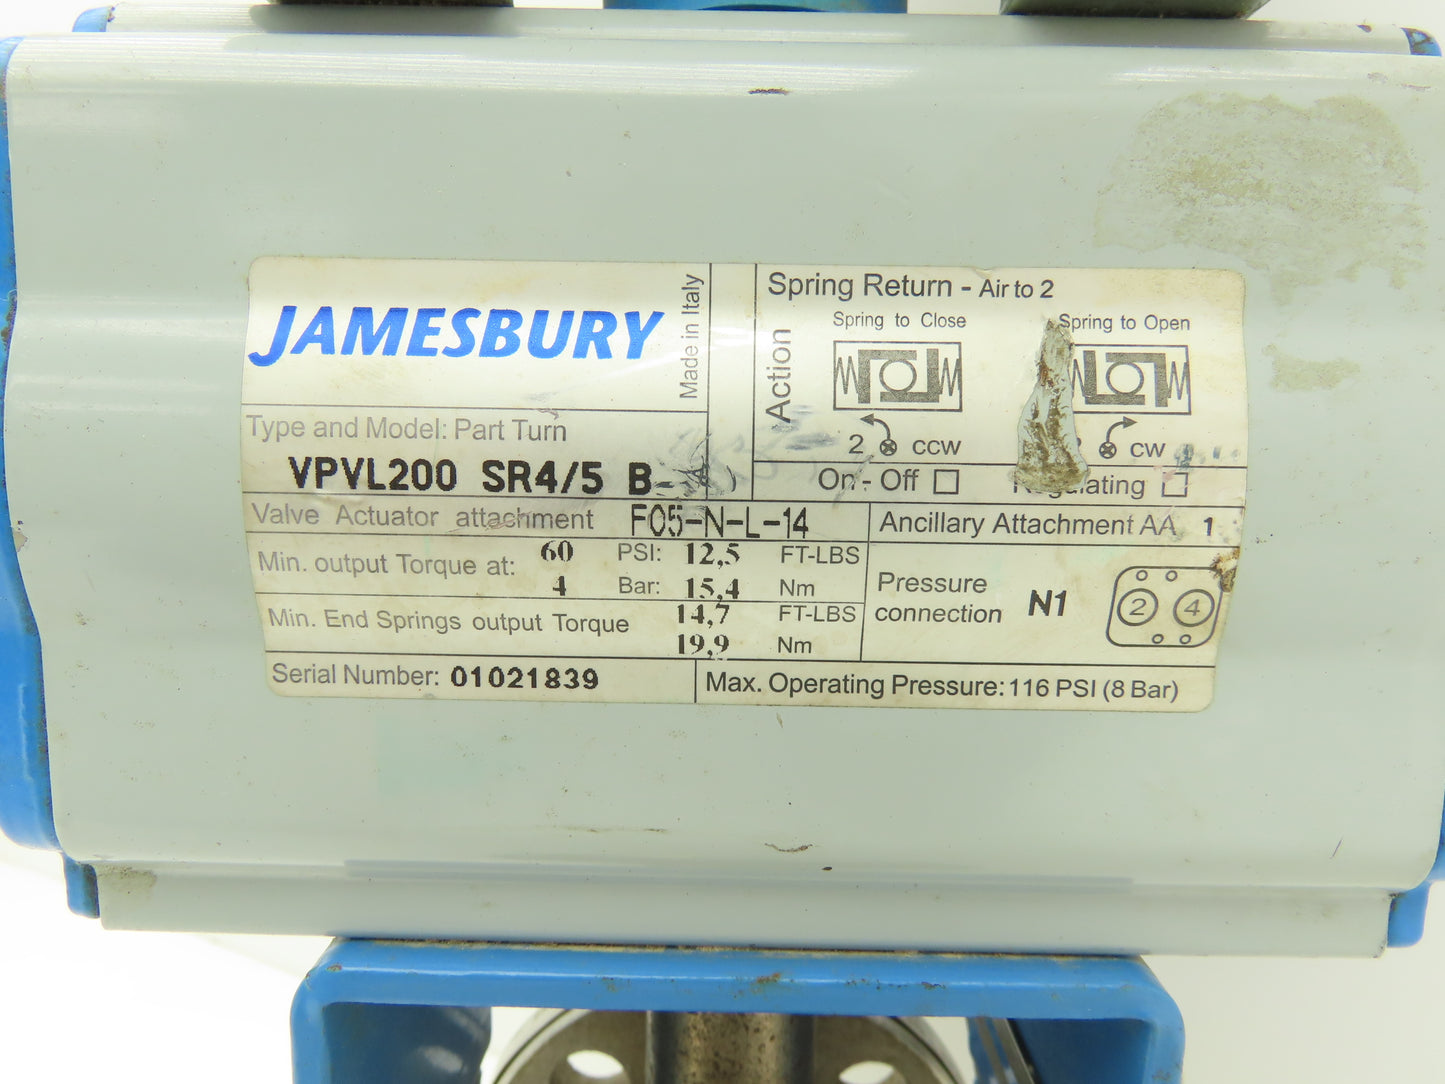 JAMESBURY
Made in Italy
Type and Model: Part Turn
VPVL200 SR4/5 B
Action
Spring Return - Air to 2
Spring to Close
Spring to Open
2 CCW
CW
On - Off
Regulating
Valve Actuator attachment F05-N-L-14
Ancillary Attachment AA 1
Min. output Torque at: 60 PSI: 12,5 FT-LBS
4 Bar: 15,4 Nm
Min. End Springs output Torque 14,7 FT-LBS
19,9 Nm
Pressure connection N1
2 4
Serial Number: 01021839
Max. Operating Pressure: 116 PSI (8 Bar)